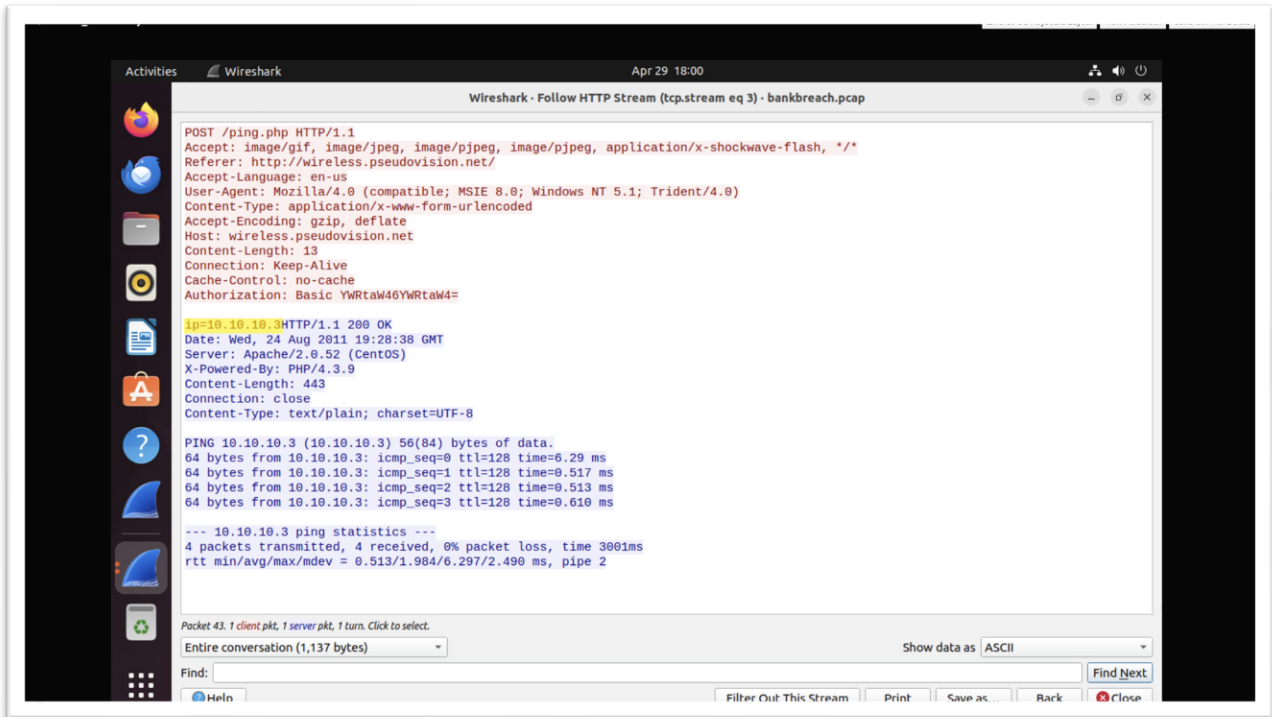 Activities
Wireshark
Apr 29 18:00
Wireshark · Follow HTTP Stream (tcp.stream eq 3) · bankbreach.pcap
POST /ping.php HTTP/1.1
Accept: image/gif, image/jpeg, image/pjpeg, image/pjpeg, application/x-shockwave-flash, */*
Referer: http://wireless.pseudovision.net/
Accept-Language: en-us
User-Agent: Mozilla/4.0 (compatible; MSIE 8.0; Windows NT 5.1; Trident/4.0)
Content-Type: application/x-www-form-urlencoded
Accept-Encoding: gzip, deflate
Host: wireless.pseudovision.net
Content-Length: 13
Connection: Keep-Alive
Cache-Control: no-cache
Authorization: Basic YWRtaW46YWRtaW4=
ip=10.10.10.3HTTP/1.1 200 OK
Date: Wed, 24 Aug 2011 19:28:38 GMT
Server: Apache/2.0.52 (CentOS)
X-Powered-By: PHP/4.3.9
Content-Length: 443
Connection: close
Content-Type: text/plain; charset=UTF-8
PING 10.10.10.3 (10.10.10.3) 56(84) bytes of data.
64 bytes from 10.10.10.3: icmp_seq=0 ttl=128 time=6.29 ms
64 bytes from 10.10.10.3: icmp_seq=1 ttl=128 time=0.517 ms
64 bytes from 10.10.10.3: icmp_seq=2 ttl=128 time=0.513 ms
64 bytes from 10.10.10.3: icmp_seq=3 ttl=128 time=0.610 ms
--- 10.10.10.3 ping statistics ---
4 packets transmitted, 4 received, 0% packet loss, time 3001ms
rtt min/avg/max/mdev = 0.513/1.984/6.297/2.490 ms, pipe 2
Packet 43. 1 client pkt, 1 server pkt, 1 turn. Click to select.
Entire conversation (1,137 bytes)
Show data as ASCII
Find:
Find Next
Help
Filter Out This Stream
Print
Save as...
Back
Close